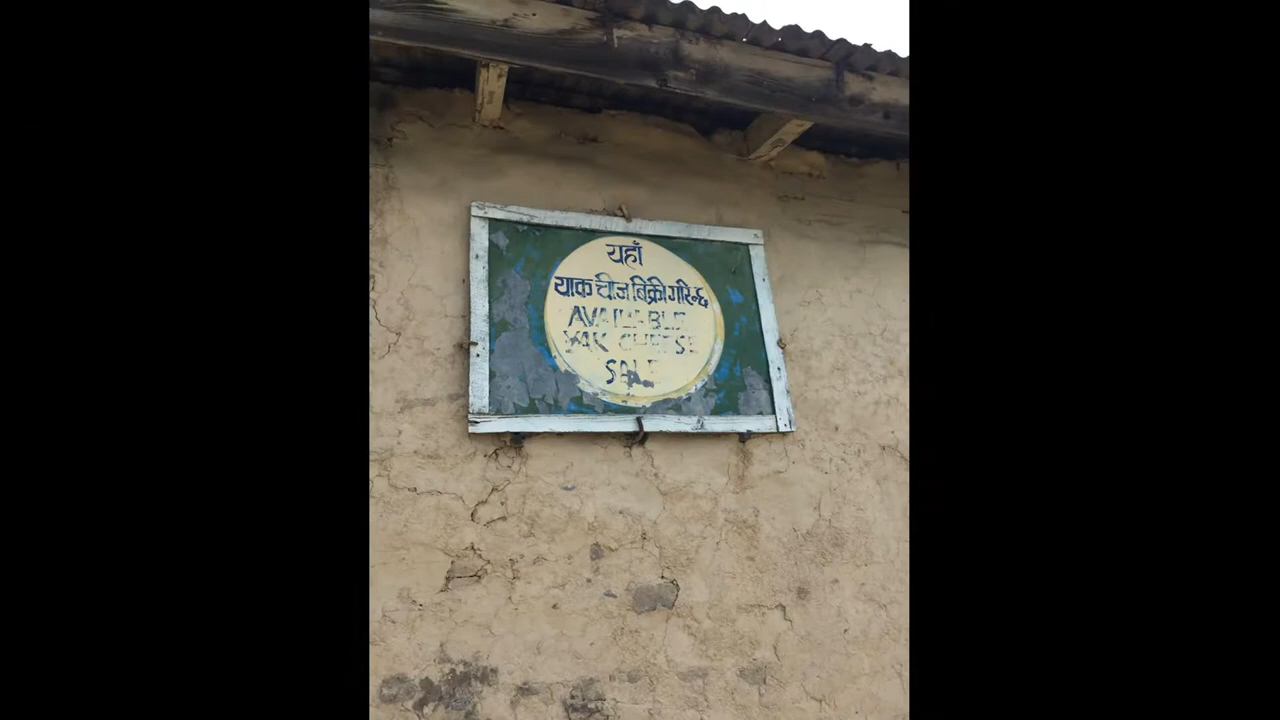 यहाँ
याक चीज बिक्री गरिन्छ
AVAILABLE
YAK CHEESE
SALE